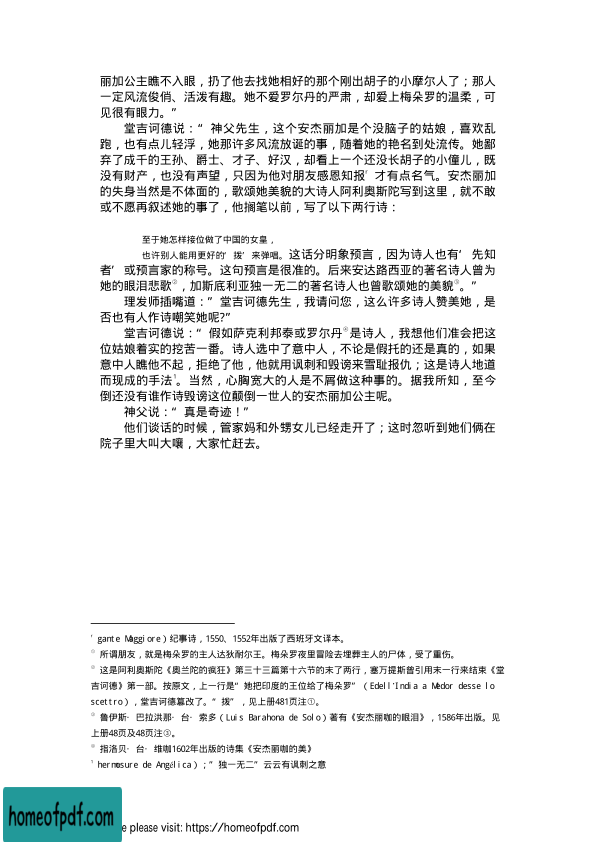 丽加公主瞧不入眼，扔了他去找她相好的那个刚出胡子的小摩尔人了；那人
一定风流俊俏、活泼有趣。她不爱罗尔丹的严肃，却爱上梅朵罗的温柔，可
见很有眼力。”
堂吉诃德说：“神父先生，这个安杰丽加是个没脑子的姑娘，喜欢乱
跑，也有点儿轻浮，她那许多风流放诞的事，随着她的艳名到处流传。她鄙
弃了成千的王孙、爵士、才子、好汉，却看上一个还没长胡子的小僮儿，既
没有财产，也没有声望，只因为他对朋友感恩知报¹才有点名气。安杰丽加
的失身当然是不体面的，歌颂她美貌的大诗人阿利奥斯陀写到这里，就不敢
或不愿再叙述她的事了，他搁笔以前，写了以下两行诗：
至于她怎样接位做了中国的女皇，
也许别人能用更好的‘拨’来弹唱。这话分明象预言，因为诗人也有‘先知
者’或预言家的称号。这句预言是很准的。后来安达路西亚的著名诗人曾为
她的眼泪悲歌②，加斯底利亚独一无二的著名诗人也曾歌颂她的美貌③。”
理发师插嘴道：“堂吉诃德先生，我请问您，这么许多诗人赞美她，是
否也有人作诗嘲笑她呢?”
堂吉诃德说：“假如萨克利邦泰或罗尔丹④是诗人，我想他们准会把这
位姑娘着实的挖苦一番。诗人选中了意中人，不论是假托的还是真的，如果
意中人瞧他不起，拒绝了他，他就用讽刺和毁谤来雪耻报仇；这是诗人地道
而现成的手法¹。当然，心胸宽大的人是不屑做这种事的。据我所知，至今
倒还没有谁作诗毁谤这位颠倒一世人的安杰丽加公主呢。
神父说：“真是奇迹！”
他们谈话的时候，管家妈和外甥女儿已经走开了；这时忽听到她们俩在
院子里大叫大嚷，大家忙赶去。
gante Maggiore）纪事诗，1550、1552年出版了西班牙文译本。
所谓朋友，就是梅朵罗的主人达狄耐尔王。梅朵罗夜里冒险去埋葬主人的尸体，受了重伤。
这是阿利奥斯陀《奥兰陀的疯狂》第三十三篇第十六节的末了两行，塞万提斯曾引用末一行来结束《堂
吉诃德》第一部。按原文，上一行是“她把印度的王位给了梅朵罗”（Edell'India a Medor desse lo
scettro），堂吉诃德篡改了。“拨”，见上册481页注①。
鲁伊斯·巴拉洪那·台·索多（Luis Barahona de Solo）著有《安杰丽咖的眼泪》，1586年出版。见
上册48页及48页注③。
指洛贝·台·维咖1602年出版的诗集《安杰丽咖的美》
hermosure de Angélica）；“独一无二”云云有讽刺之意
homeofpdf.com
e please visit: https://homeofpdf.com